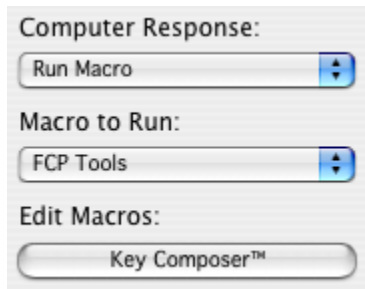 Computer Response:
Run Macro
Macro to Run:
FCP Tools
Edit Macros:
Key Composer™